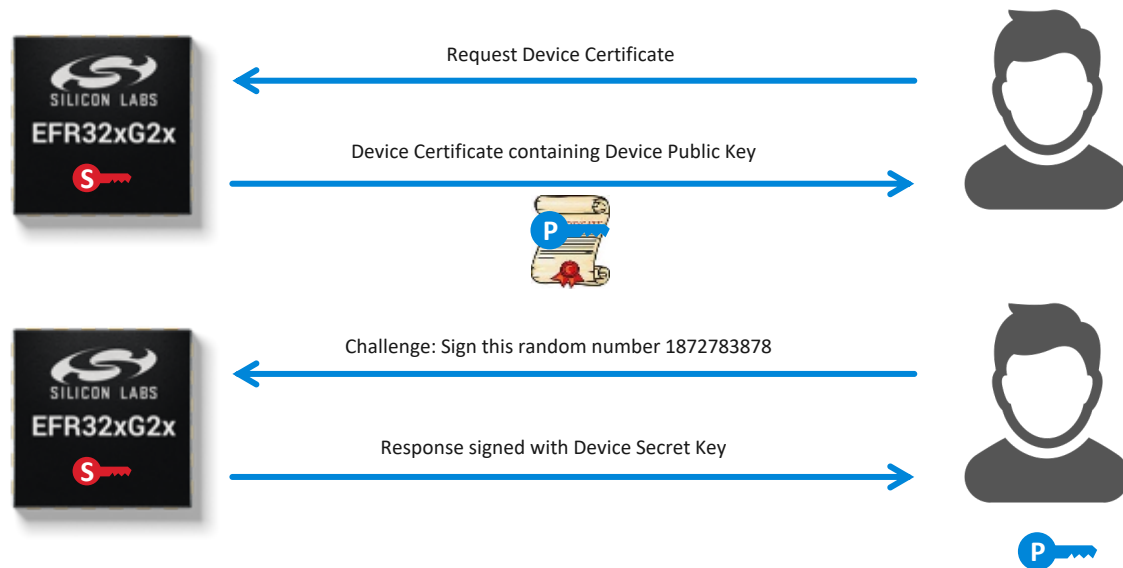 Request Device Certificate
SILICON LABS
EFR32xG2x
S
Device Certificate containing Device Public Key
P
Challenge: Sign this random number 1872783878
SILICON LABS
EFR32xG2x
S
Response signed with Device Secret Key
P